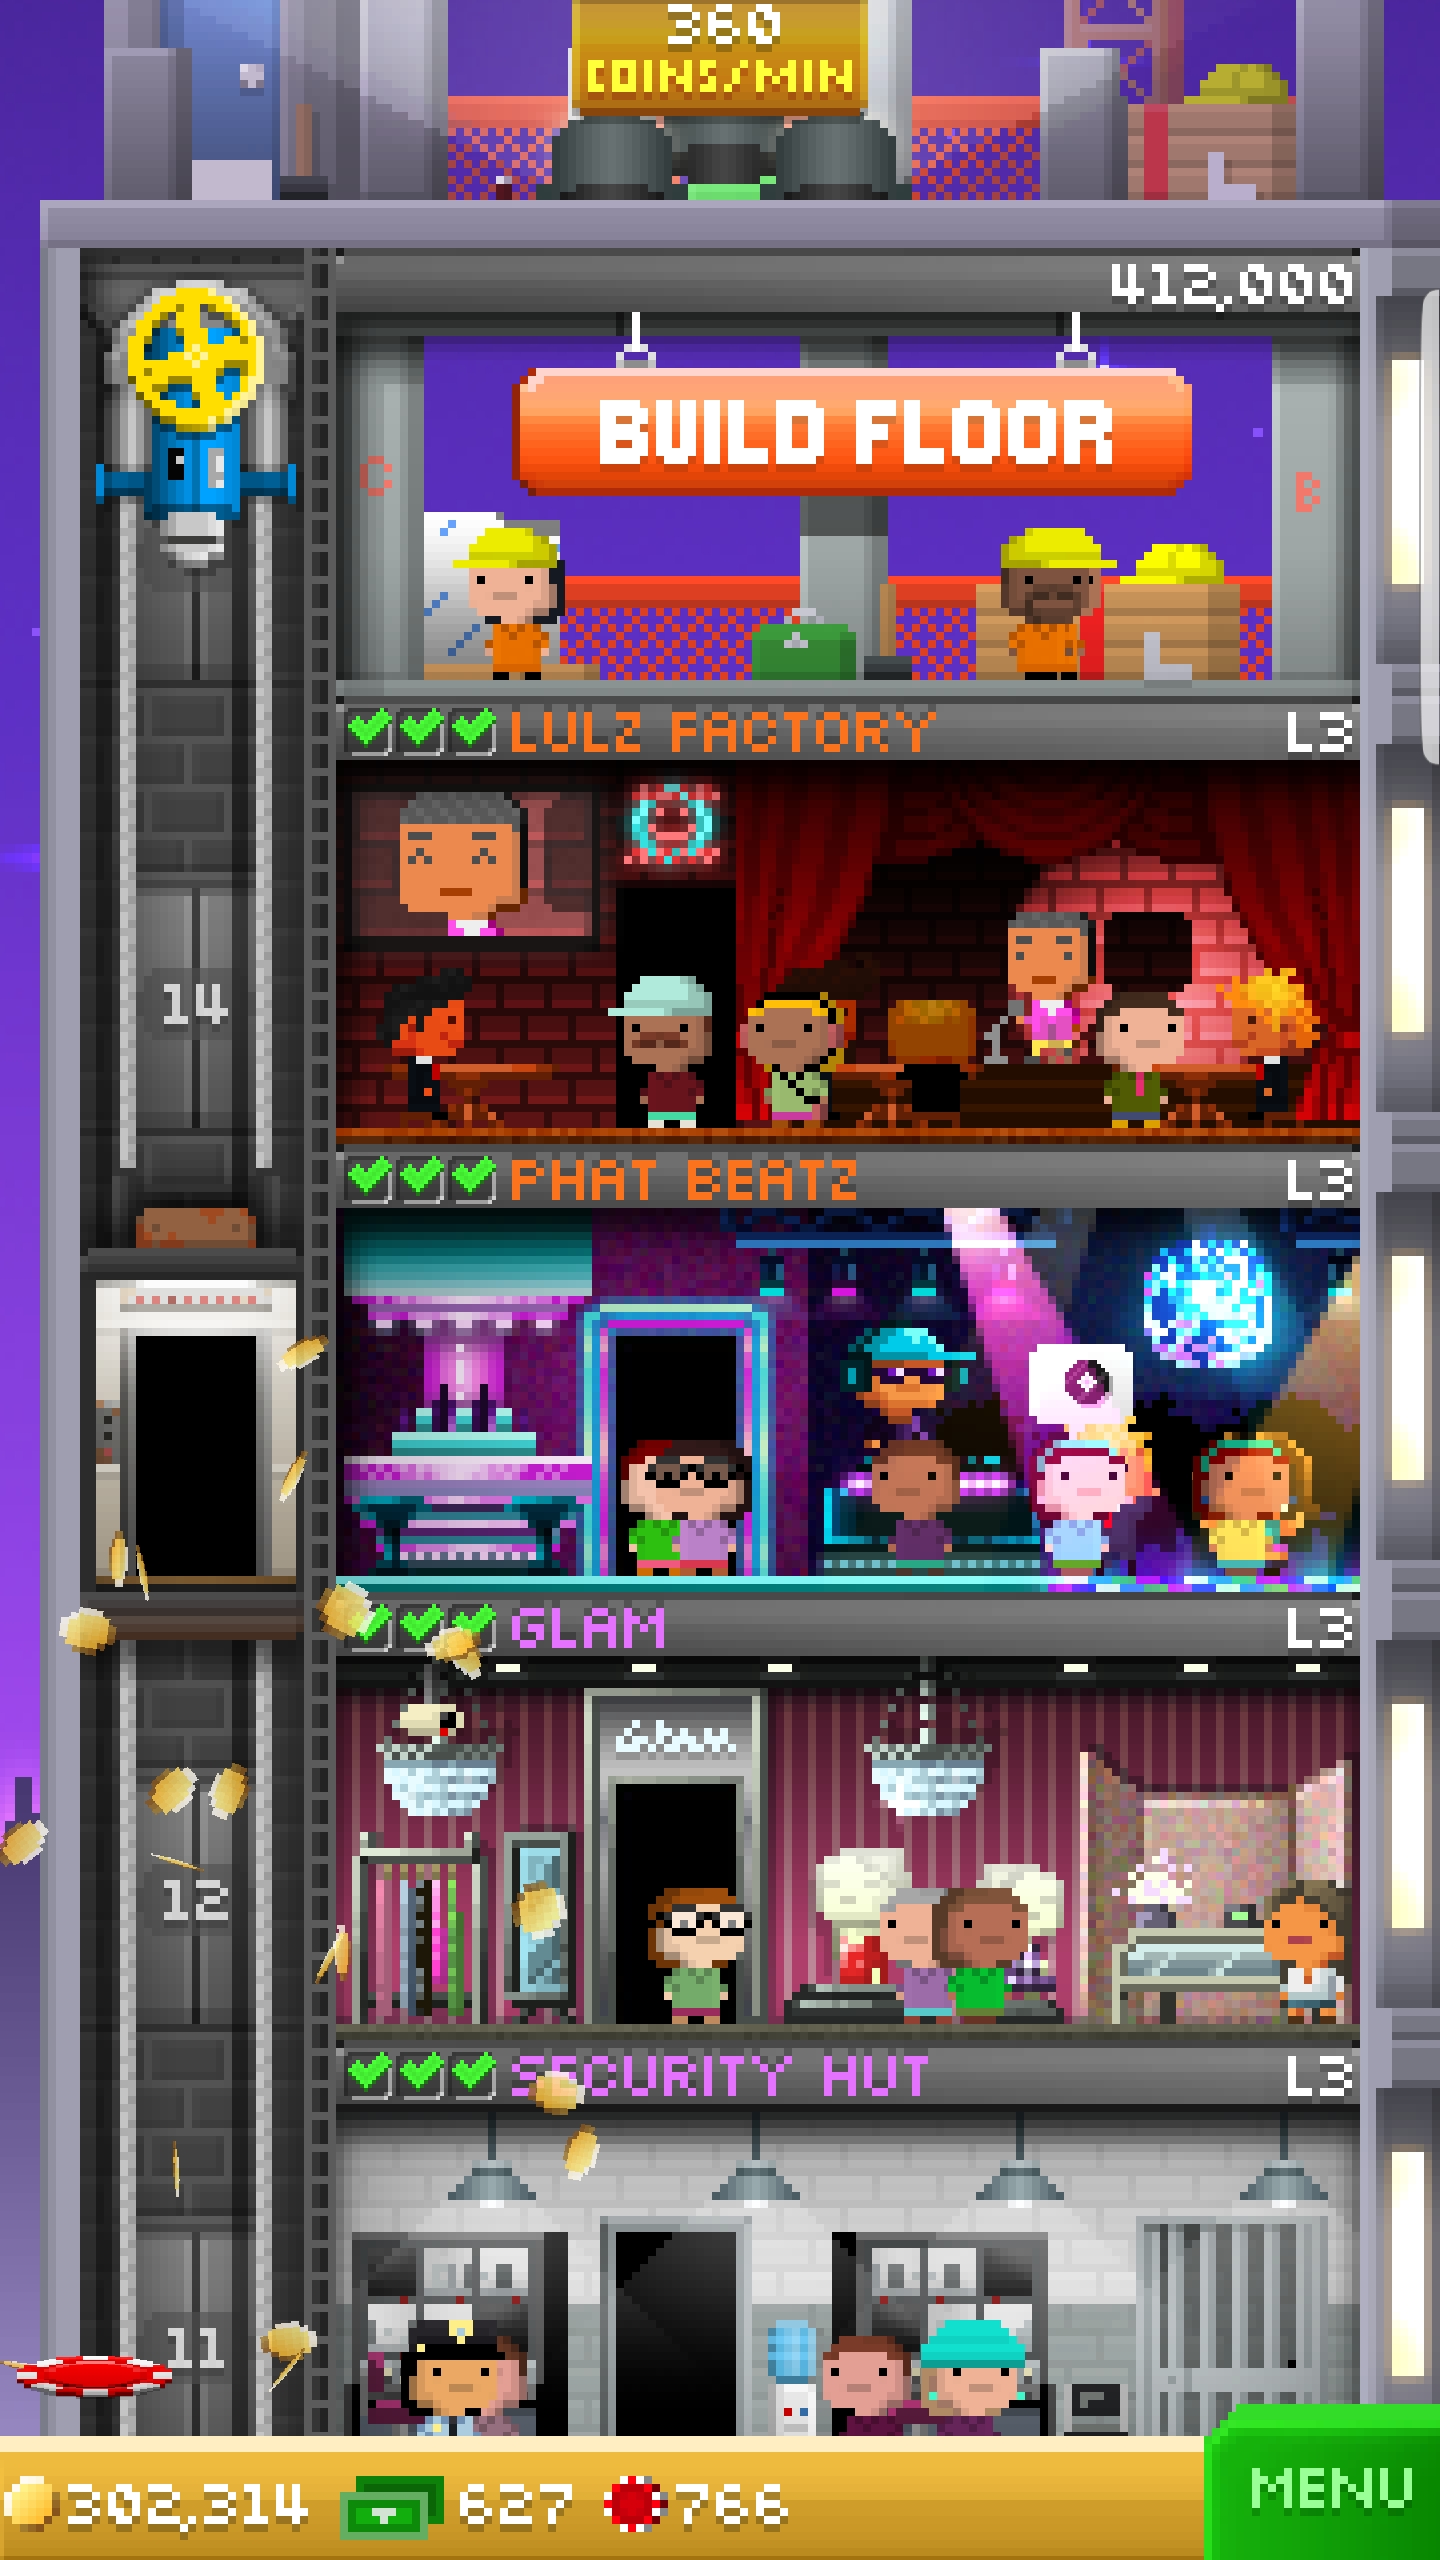 360
COINS/MIN
412,000
BUILD FLOOR
C
B
LULZ FACTORY L3
14
PHAT BEATZ L3
GLAM L3
Glam
12
SECURITY HUT L3
11
302,314 627 766
MENU